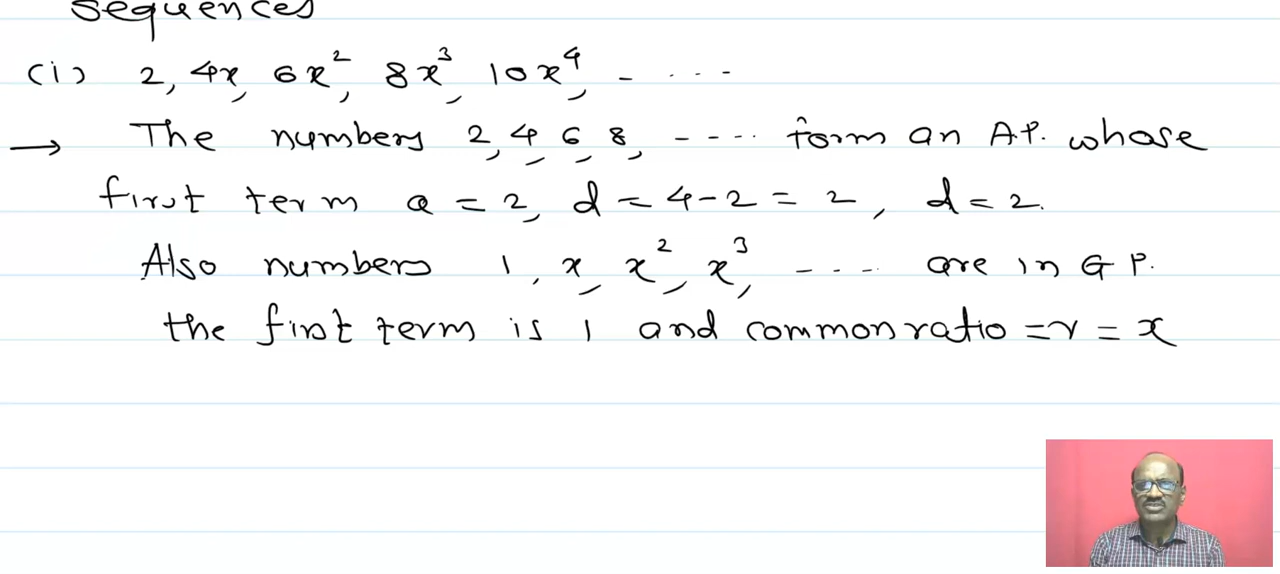 sequences
(i) 2, 4x, 6x², 8x³, 10x⁴, - ---
→ The numbers 2, 4, 6, 8, ---- form an A.P. whose
first term a = 2, d = 4-2 = 2, d = 2.
Also numbers 1, x, x², x³, ---- are in G P.
the first term is 1 and common ratio = r = x